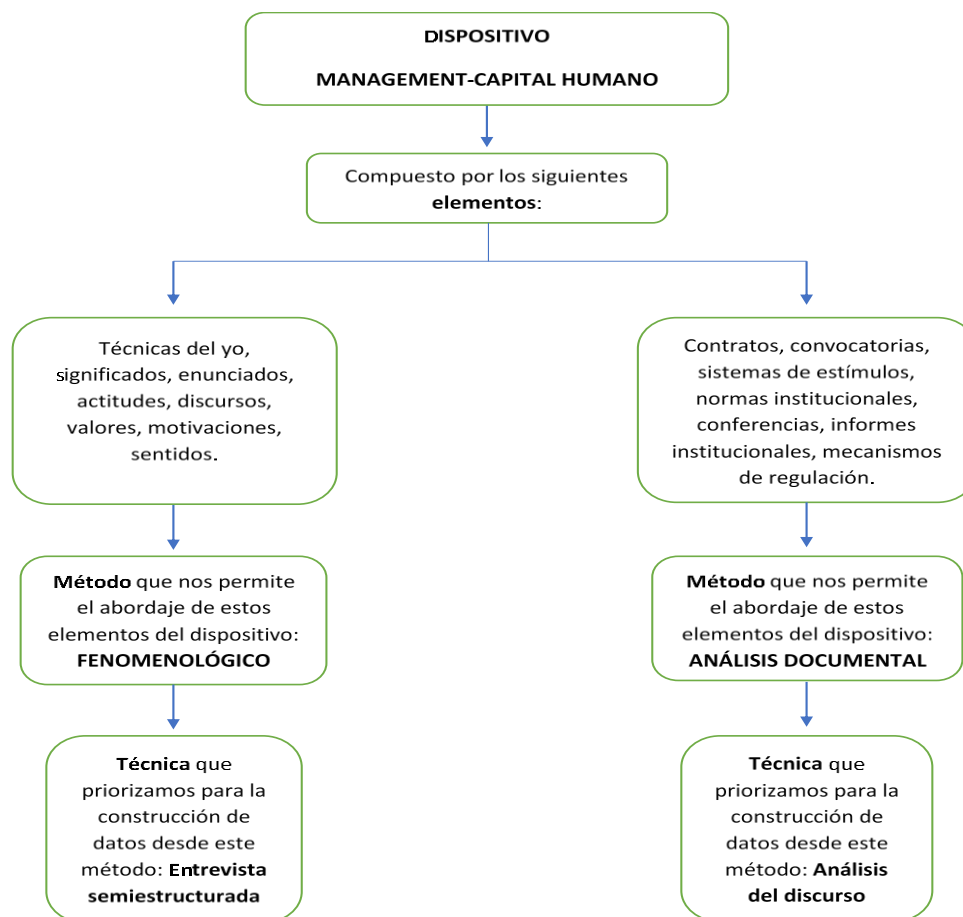 DISPOSITIVO
MANAGEMENT-CAPITAL HUMANO
Compuesto por los siguientes
elementos:
Técnicas del yo,
significados, enunciados,
actitudes, discursos,
valores, motivaciones,
sentidos.
Contratos, convocatorias,
sistemas de estímulos,
normas institucionales,
conferencias, informes
institucionales, mecanismos
de regulación.
Método que nos permite
el abordaje de estos
elementos del dispositivo:
FENOMENOLÓGICO
Método que nos permite
el abordaje de estos
elementos del dispositivo:
ANÁLISIS DOCUMENTAL
Técnica que
priorizamos para la
construcción de
datos desde este
método: Entrevista
semiestructurada
Técnica que
priorizamos para la
construcción de
datos desde este
método: Análisis
del discurso